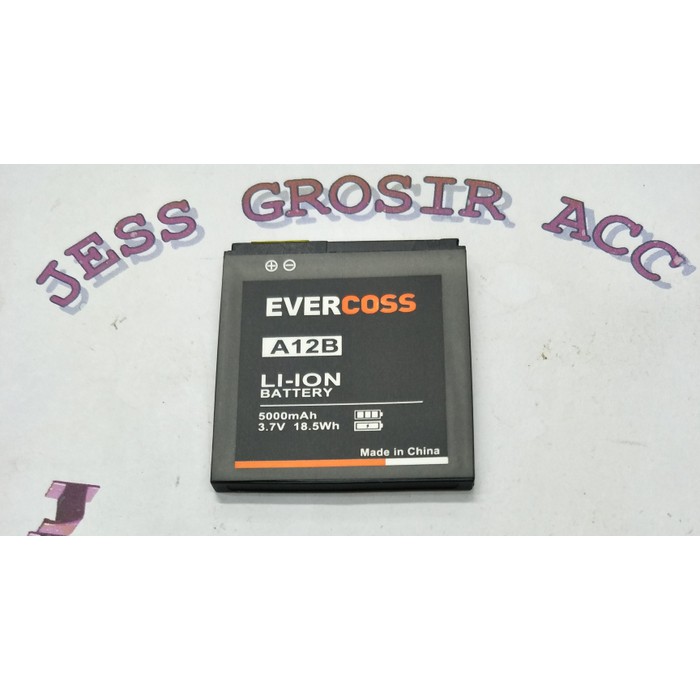 JESS GROSIR ACC
EVERCOSS
A12B
LI-ION
BATTERY
5000mAh
3.7V 18.5Wh
Made in China
J